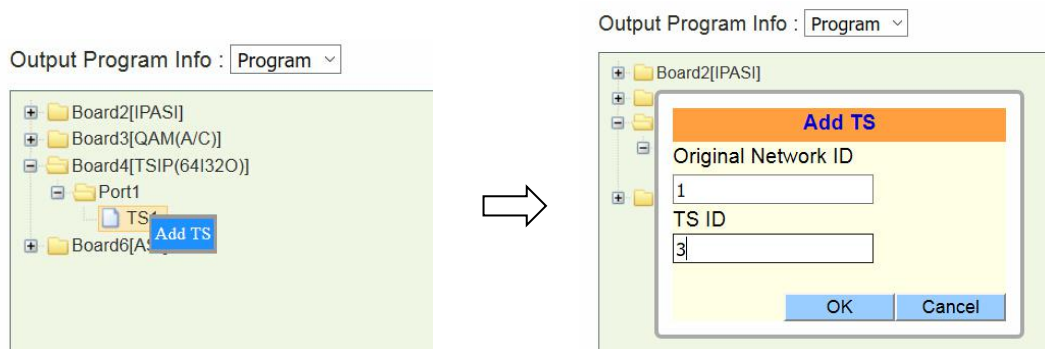 Output Program Info : Program
Board2[IPASI]
Board3[QAM(A/C)]
Board4[TSIP(64I32O)]
Port1
Add TS
Output Program Info : Program
Board2[IPASI]
Add TS
Original Network ID
1
TS ID
3
OK Cancel